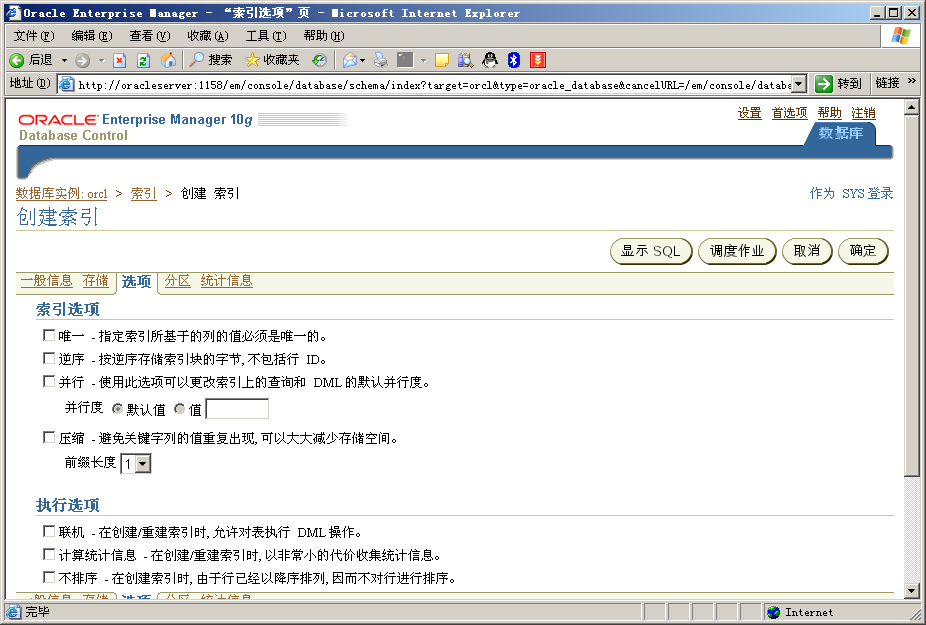 Oracle Enterprise Manager - “索引选项”页 - Microsoft Internet Explorer
文件(F) 编辑(E) 查看(V) 收藏(A) 工具(T) 帮助(H)
后退 搜索 收藏夹
地址(D) http://oracleserver:1158/em/console/database/schema/index?target=orcl&type=oracle_database&cancelURL=/em/console/databa 转到 链接 »
ORACLE Enterprise Manager 10g
Database Control
设置 首选项 帮助 注销
数据库
数据库实例: orcl > 索引 > 创建 索引
作为 SYS 登录
创建索引
显示 SQL 调度作业 取消 确定
一般信息 存储 选项 分区 统计信息
索引选项
唯一 - 指定索引所基于的列的值必须是唯一的。
逆序 - 按逆序存储索引块的字节, 不包括行 ID。
并行 - 使用此选项可以更改索引上的查询和 DML 的默认并行度。
并行度 默认值 值
压缩 - 避免关键字列的值重复出现, 可以大大减少存储空间。
前缀长度 1
执行选项
联机 - 在创建/重建索引时, 允许对表执行 DML 操作。
计算统计信息 - 在创建/重建索引时, 以非常小的代价收集统计信息。
不排序 - 在创建索引时, 由于行已经以降序排列, 因而不对行进行排序。
一般信息 存储 选项 分区 统计信息
完毕 Internet